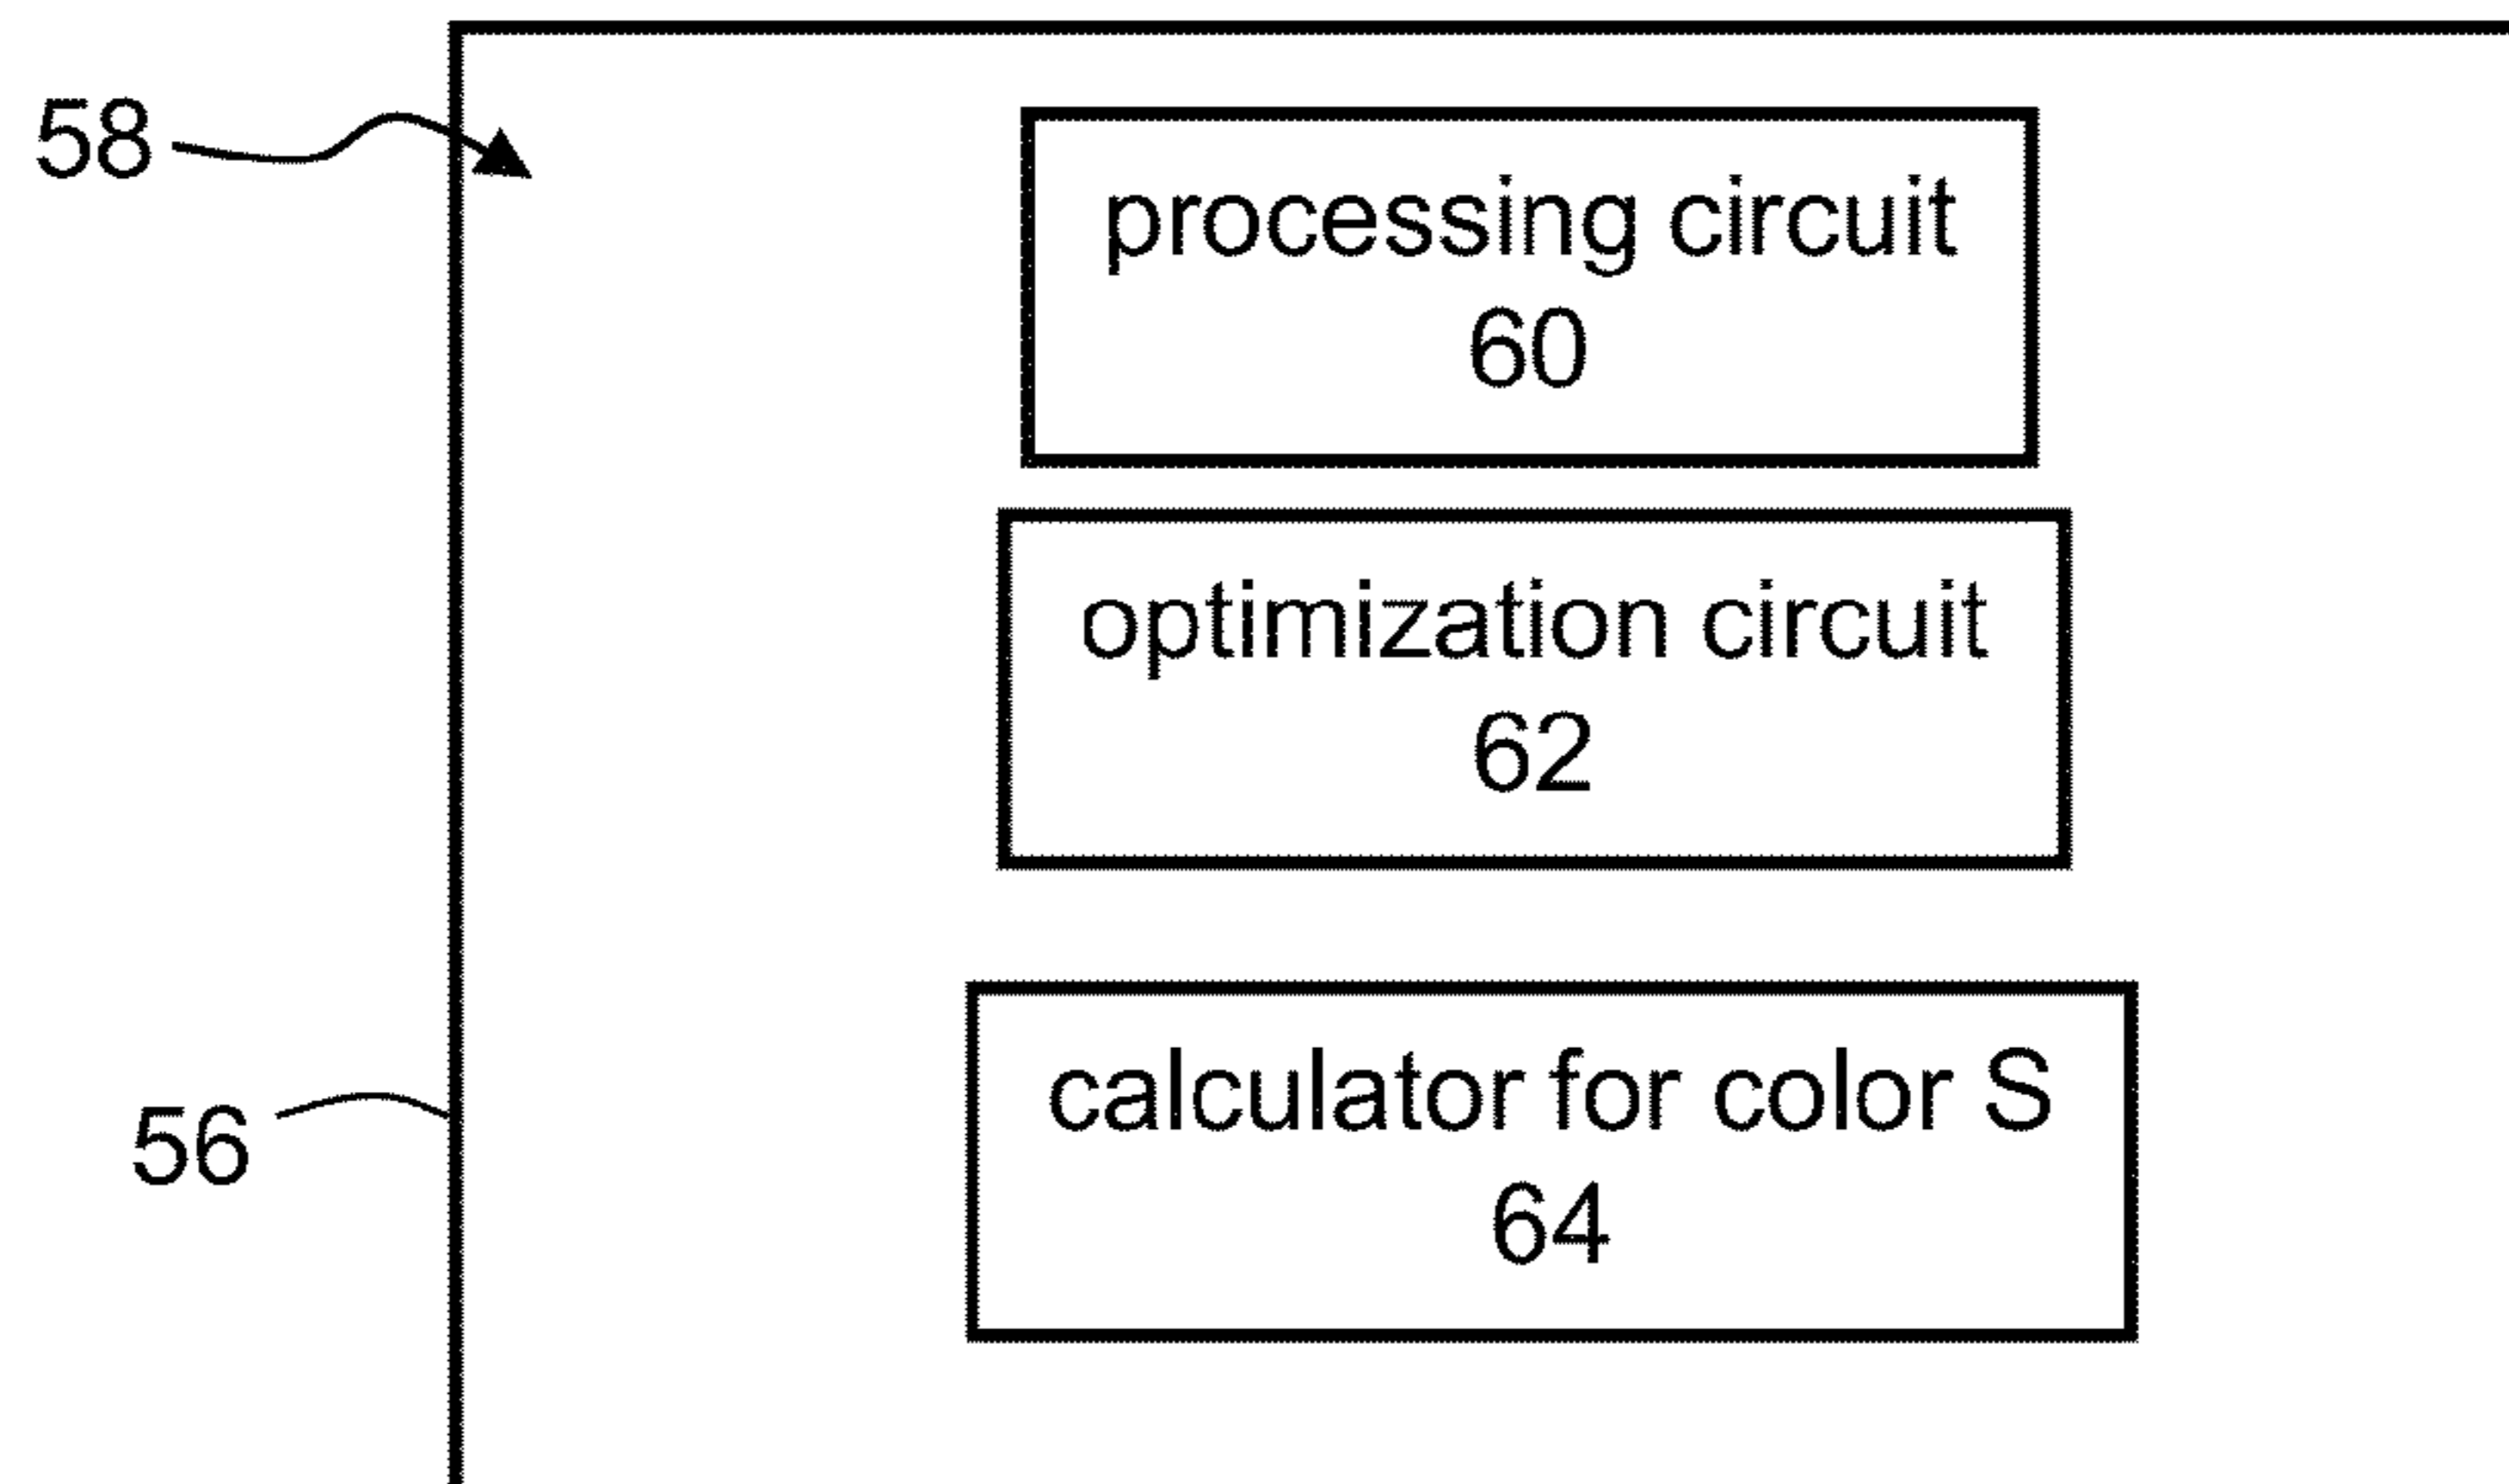 58
processing circuit
60
optimization circuit
62
calculator for color S
64
56